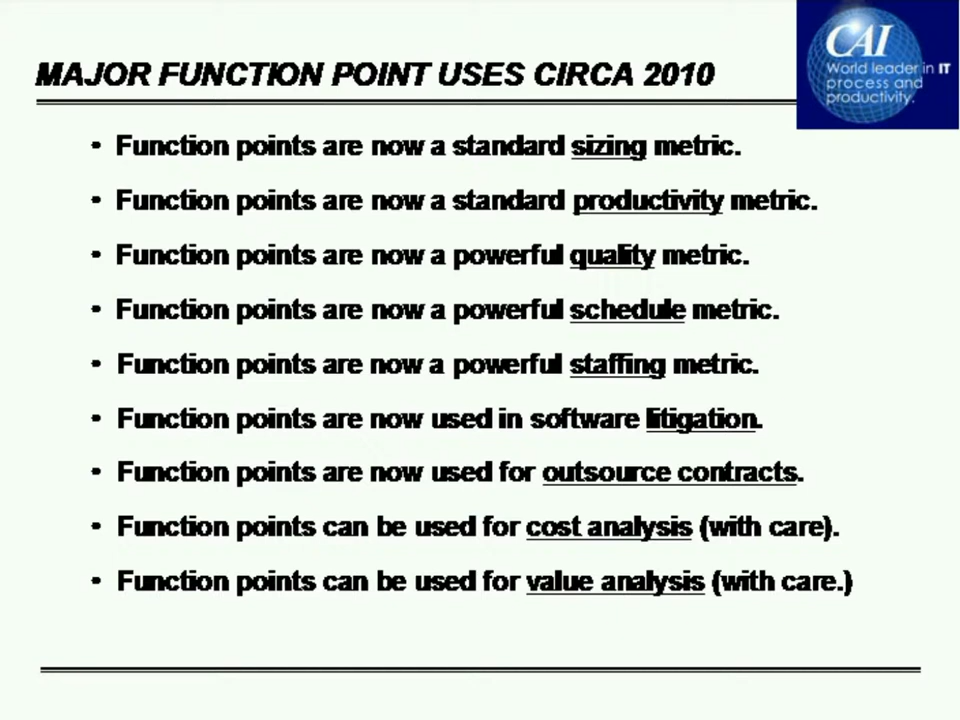 MAJOR FUNCTION POINT USES CIRCA 2010
CAI
World leader in IT
process and
productivity.
• Function points are now a standard sizing metric.
• Function points are now a standard productivity metric.
• Function points are now a powerful quality metric.
• Function points are now a powerful schedule metric.
• Function points are now a powerful staffing metric.
• Function points are now used in software litigation.
• Function points are now used for outsource contracts.
• Function points can be used for cost analysis (with care).
• Function points can be used for value analysis (with care.)